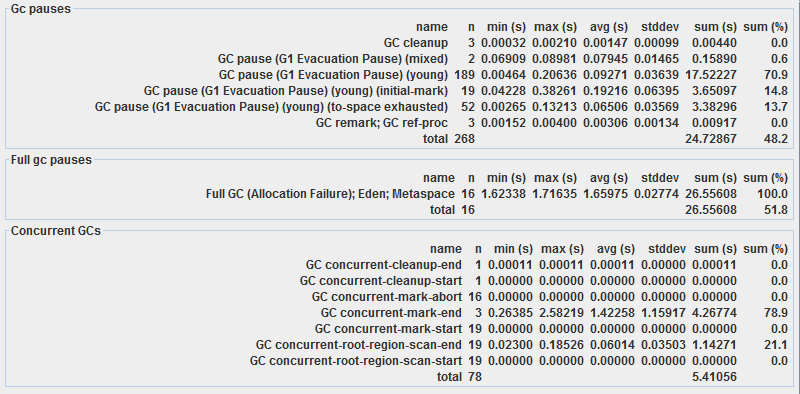 Gc pauses
name n min (s) max (s) avg (s) stddev sum (s) sum (%)
GC cleanup 3 0.00032 0.00210 0.00147 0.00099 0.00440 0.0
GC pause (G1 Evacuation Pause) (mixed) 2 0.06909 0.08981 0.07945 0.01465 0.15890 0.6
GC pause (G1 Evacuation Pause) (young) 189 0.00464 0.20636 0.09271 0.03639 17.52227 70.9
GC pause (G1 Evacuation Pause) (young) (initial-mark) 19 0.04228 0.38261 0.19216 0.06395 3.65097 14.8
GC pause (G1 Evacuation Pause) (young) (to-space exhausted) 52 0.00265 0.13213 0.06506 0.03569 3.38296 13.7
GC remark; GC ref-proc 3 0.00152 0.00400 0.00306 0.00134 0.00917 0.0
total 268 24.72867 48.2
Full gc pauses
name n min (s) max (s) avg (s) stddev sum (s) sum (%)
Full GC (Allocation Failure); Eden; Metaspace 16 1.62338 1.71635 1.65975 0.02774 26.55608 100.0
total 16 26.55608 51.8
Concurrent GCs
name n min (s) max (s) avg (s) stddev sum (s) sum (%)
GC concurrent-cleanup-end 1 0.00011 0.00011 0.00011 0.00000 0.00011 0.0
GC concurrent-cleanup-start 1 0.00000 0.00000 0.00000 0.00000 0.00000 0.0
GC concurrent-mark-abort 16 0.00000 0.00000 0.00000 0.00000 0.00000 0.0
GC concurrent-mark-end 3 0.26385 2.58219 1.42258 1.15917 4.26774 78.9
GC concurrent-mark-start 19 0.00000 0.00000 0.00000 0.00000 0.00000 0.0
GC concurrent-root-region-scan-end 19 0.02300 0.18526 0.06014 0.03503 1.14271 21.1
GC concurrent-root-region-scan-start 19 0.00000 0.00000 0.00000 0.00000 0.00000 0.0
total 78 5.41056